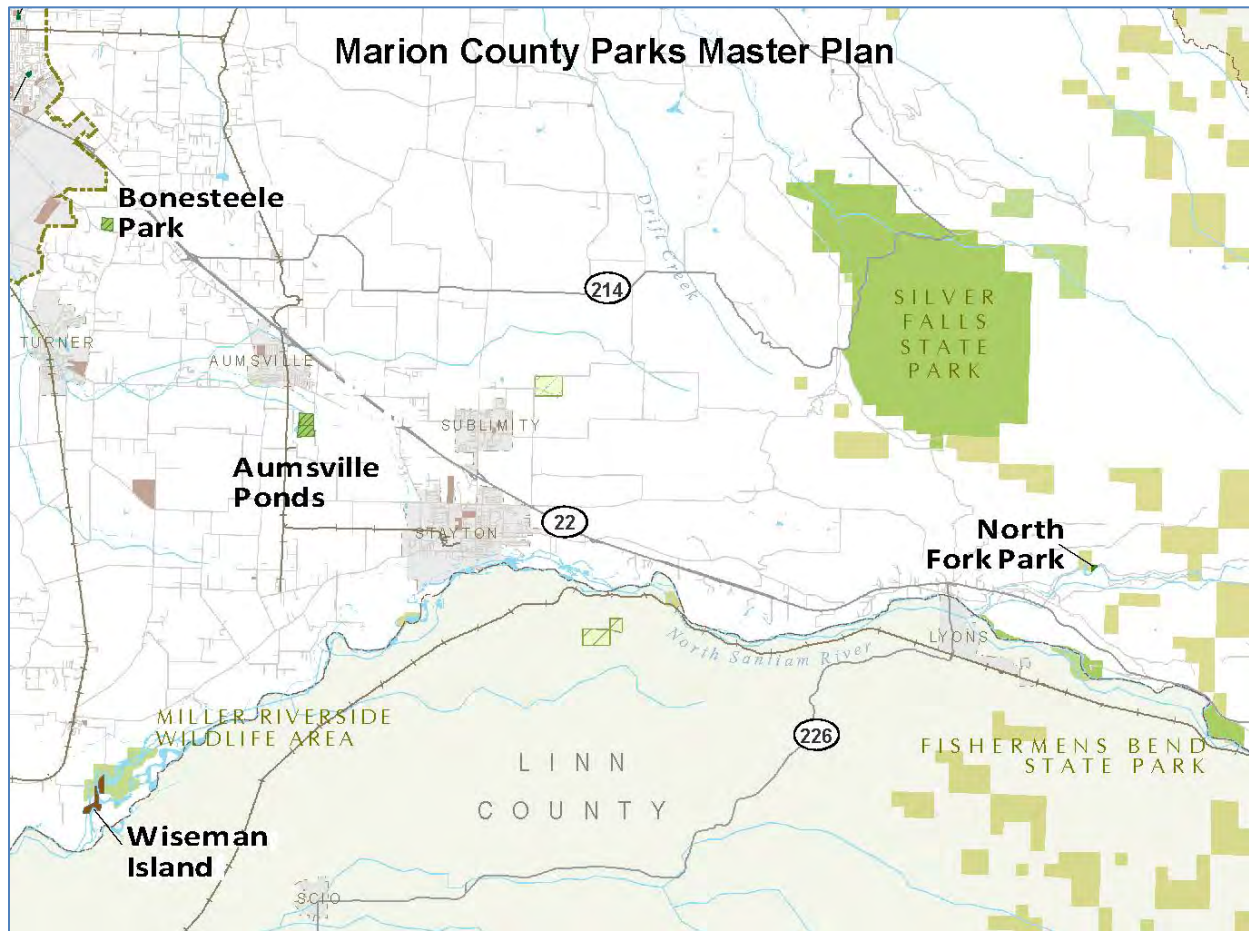 Marion County Parks Master Plan
Bonesteele
Park
Drift Creek
214
SILVER
FALLS
STATE
PARK
TURNER
AUMSVILLE
SUBLIMITY
Aumsville
Ponds
STAYTON
22
North
Fork Park
LYONS
North Santiam River
MILLER RIVERSIDE
WILDLIFE AREA
226
FISHERMENS BEND
STATE PARK
LINN
COUNTY
Wiseman
Island
SCIO